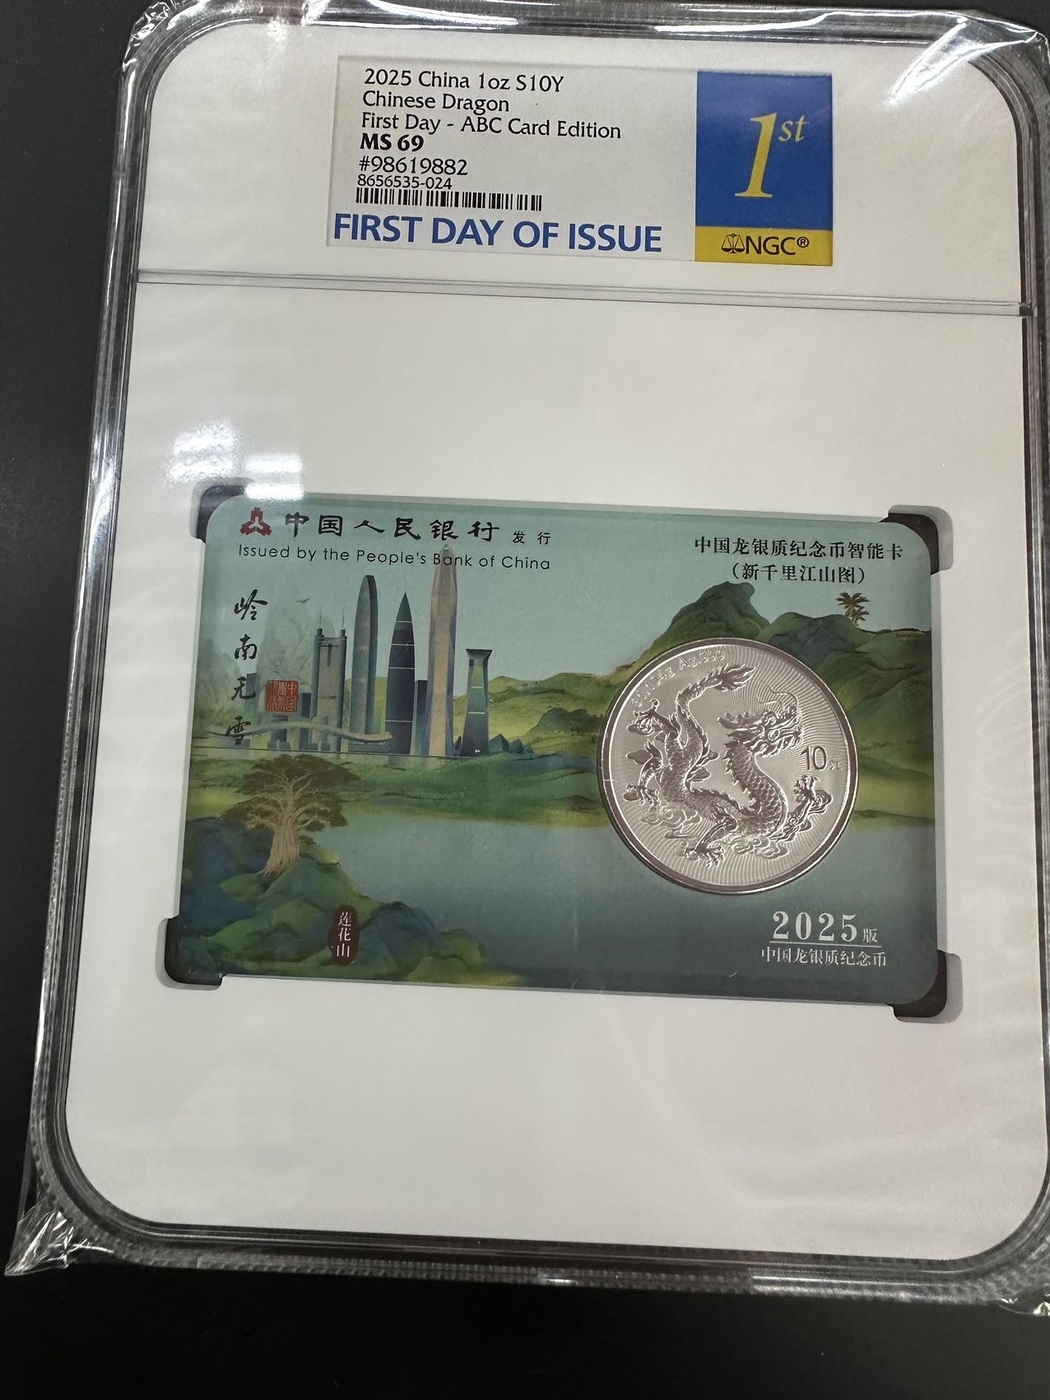 2025 China 1oz S10Y
Chinese Dragon
First Day - ABC Card Edition
MS 69
#98619882
8656535-024
FIRST DAY OF ISSUE
1st
NGC®
中国人民银行 发行
Issued by the People's Bank of China
中国龙银质纪念币智能卡
（新千里江山图）
岭南无雪
10元
莲花山
2025版
中国龙银质纪念币